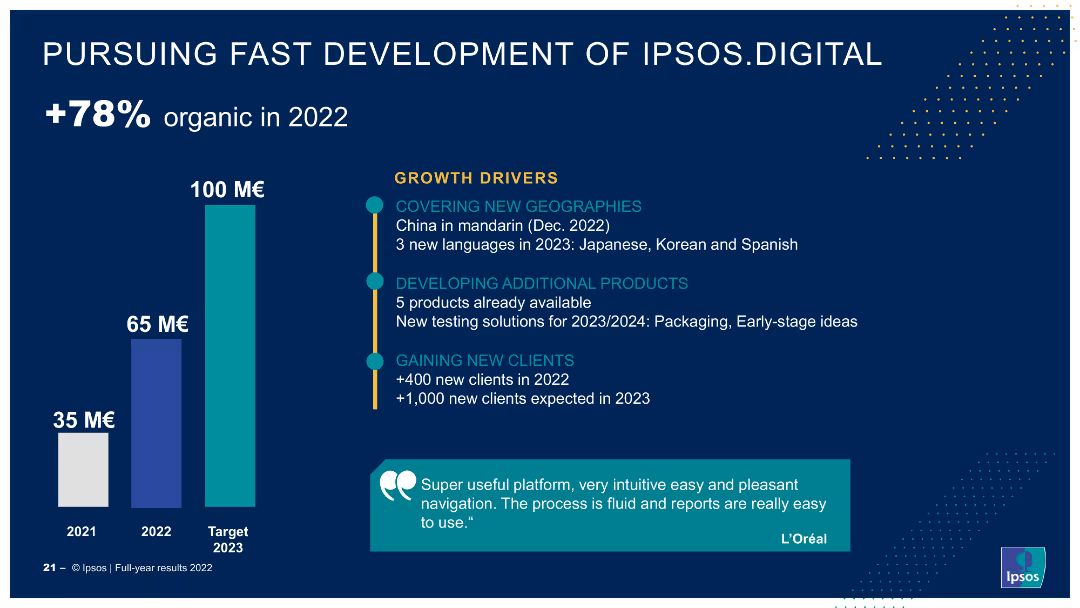 PURSUING FAST DEVELOPMENT OF IPSOS.DIGITAL
+78% organic in 2022
100 M€
65 M€
35 M€
2021
2022
Target
2023
GROWTH DRIVERS
COVERING NEW GEOGRAPHIES
China in mandarin (Dec. 2022)
3 new languages in 2023: Japanese, Korean and Spanish
DEVELOPING ADDITIONAL PRODUCTS
5 products already available
New testing solutions for 2023/2024: Packaging, Early-stage ideas
GAINING NEW CLIENTS
+400 new clients in 2022
+1,000 new clients expected in 2023
❝ Super useful platform, very intuitive easy and pleasant
navigation. The process is fluid and reports are really easy
to use.“
L'Oréal
21 – © Ipsos | Full-year results 2022
Ipsos